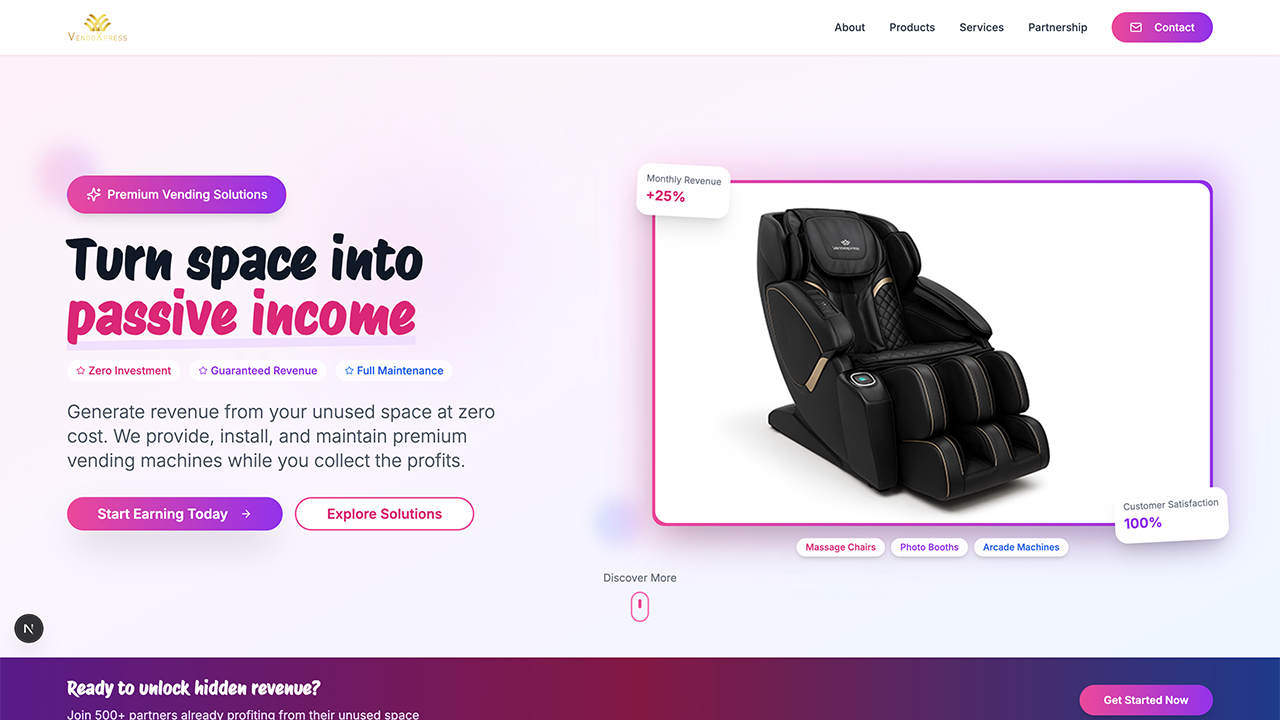 VENDOXPRESS
About
Products
Services
Partnership
Contact
Premium Vending Solutions
Turn space into
passive income
Zero Investment
Guaranteed Revenue
Full Maintenance
Generate revenue from your unused space at zero
cost. We provide, install, and maintain premium
vending machines while you collect the profits.
Start Earning Today
Explore Solutions
Monthly Revenue
+25%
Vendoxpress
Customer Satisfaction
100%
Massage Chairs
Photo Booths
Arcade Machines
Discover More
N
Ready to unlock hidden revenue?
Join 500+ partners already profiting from their unused space
Get Started Now